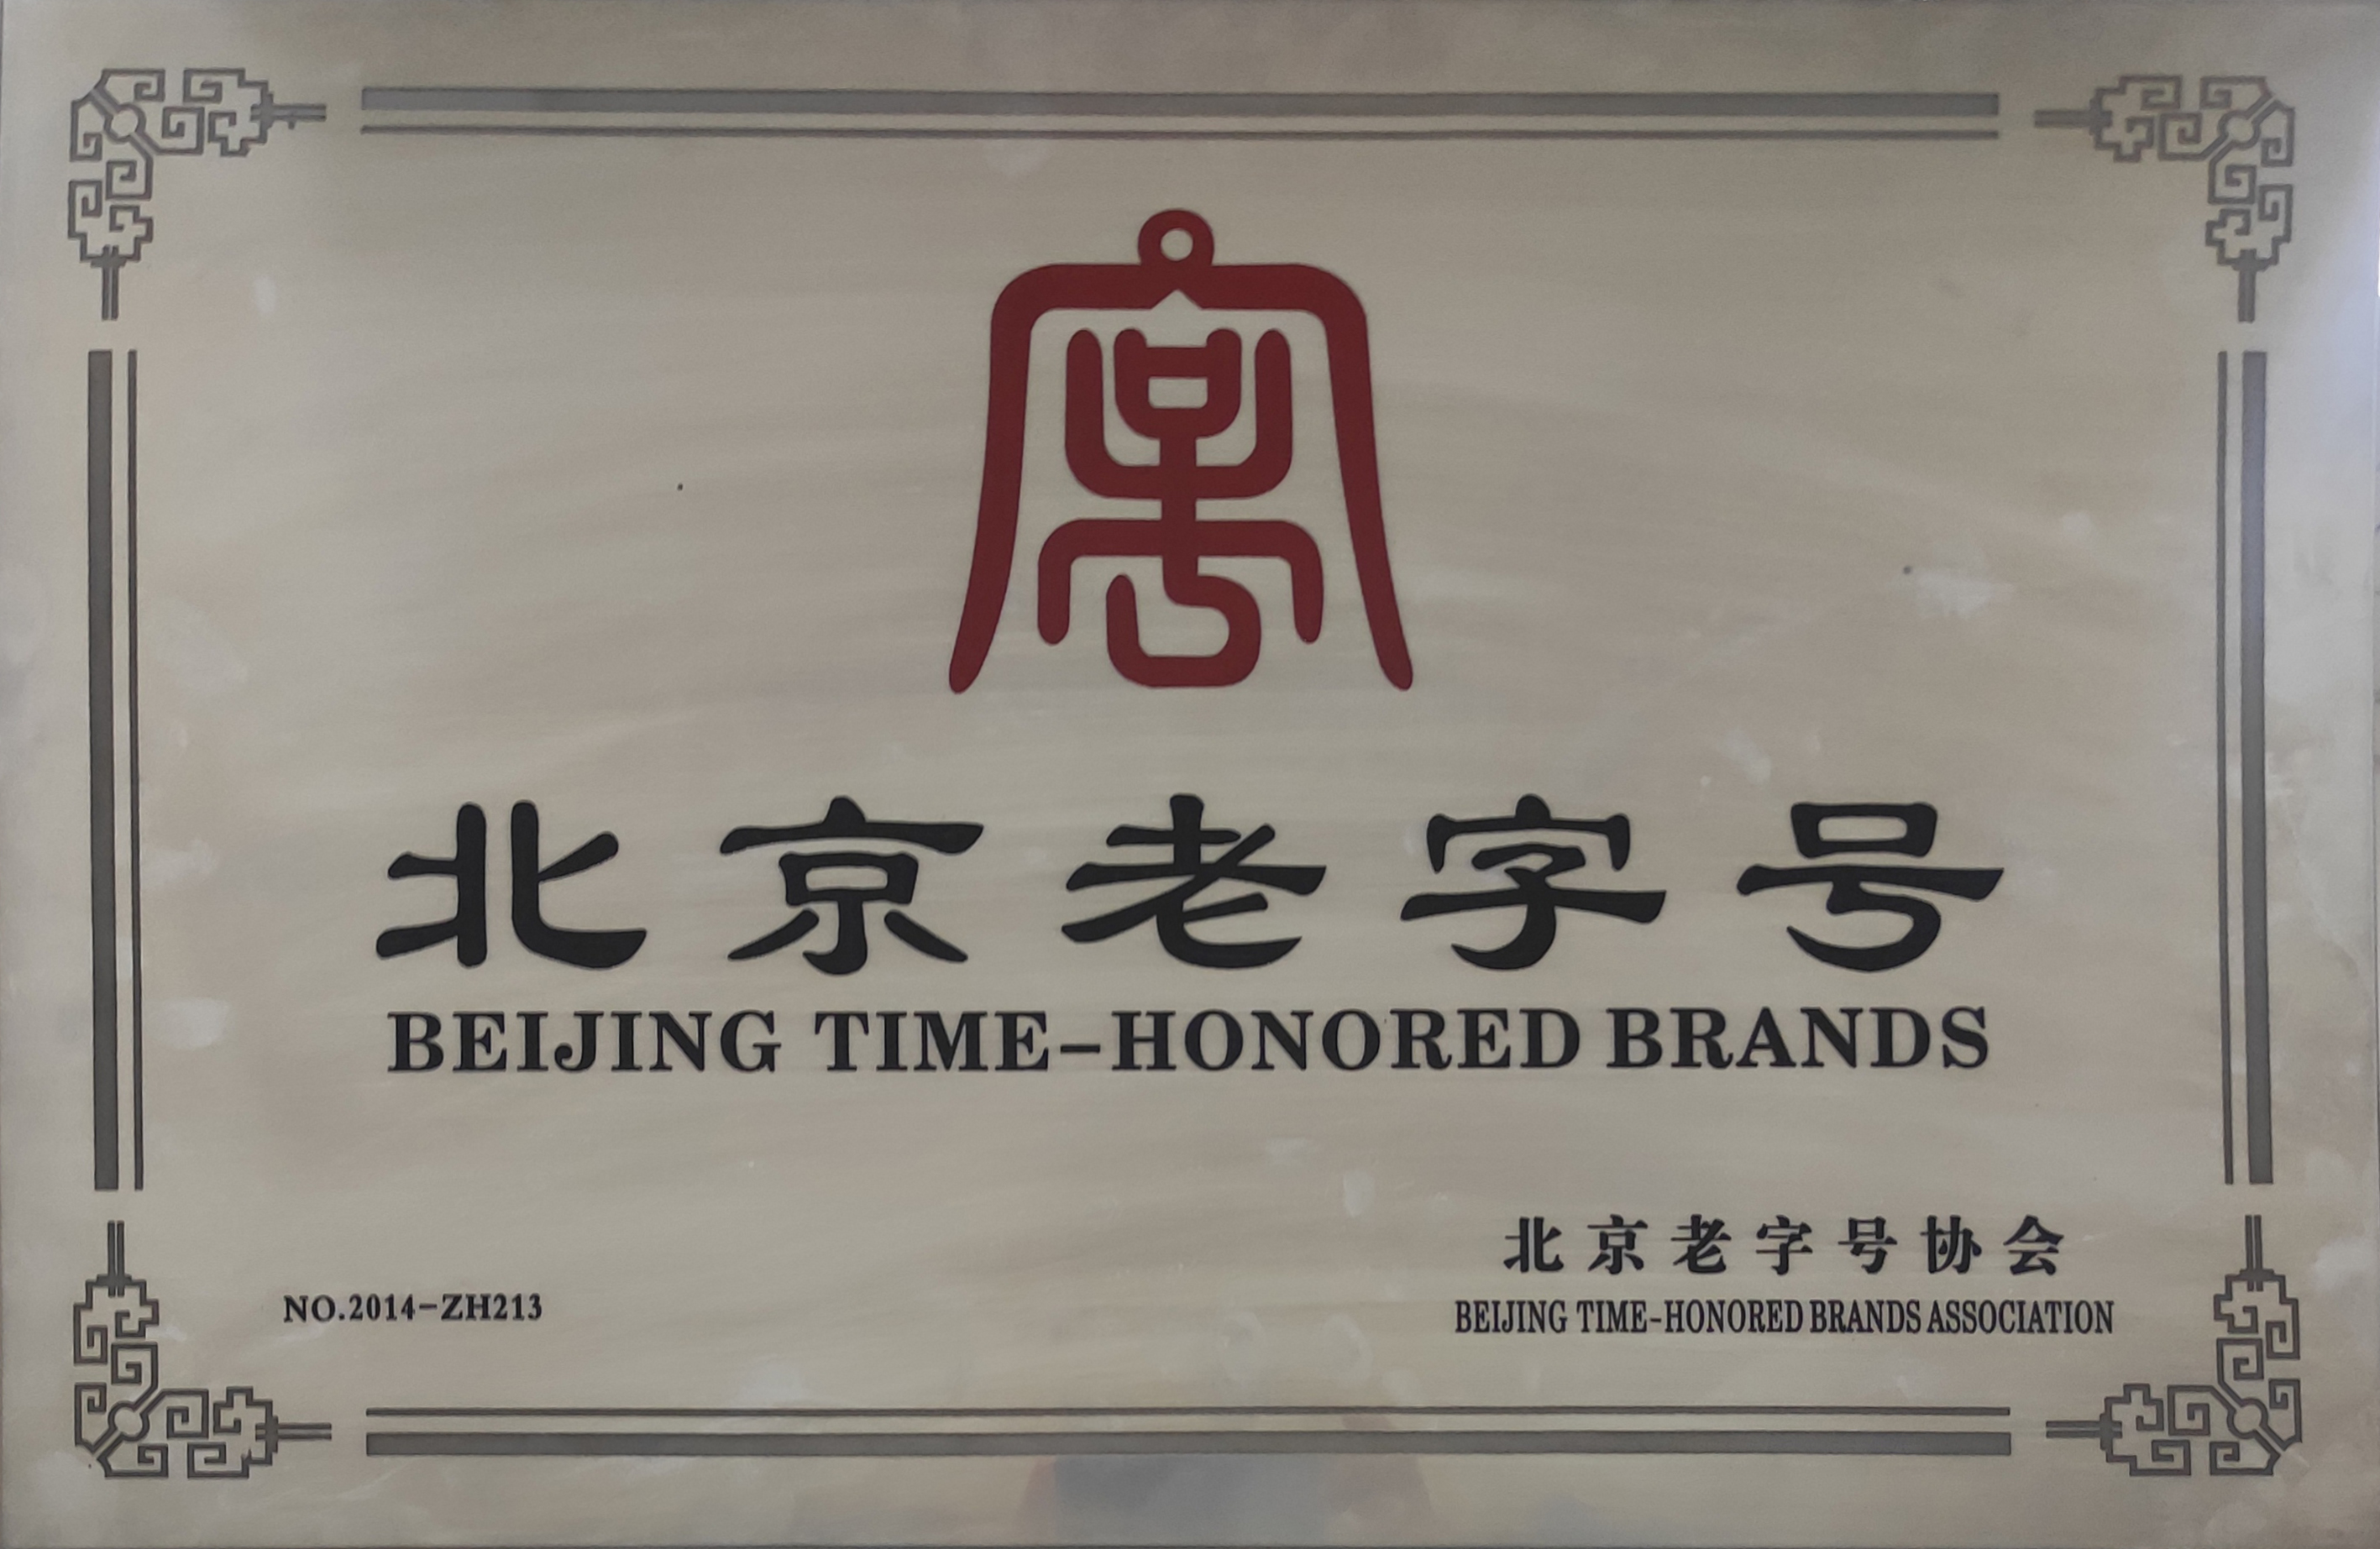 北京老字号
BEIJING TIME-HONORED BRANDS
NO.2014-ZH213
北京老字号协会
BEIJING TIME-HONORED BRANDS ASSOCIATION